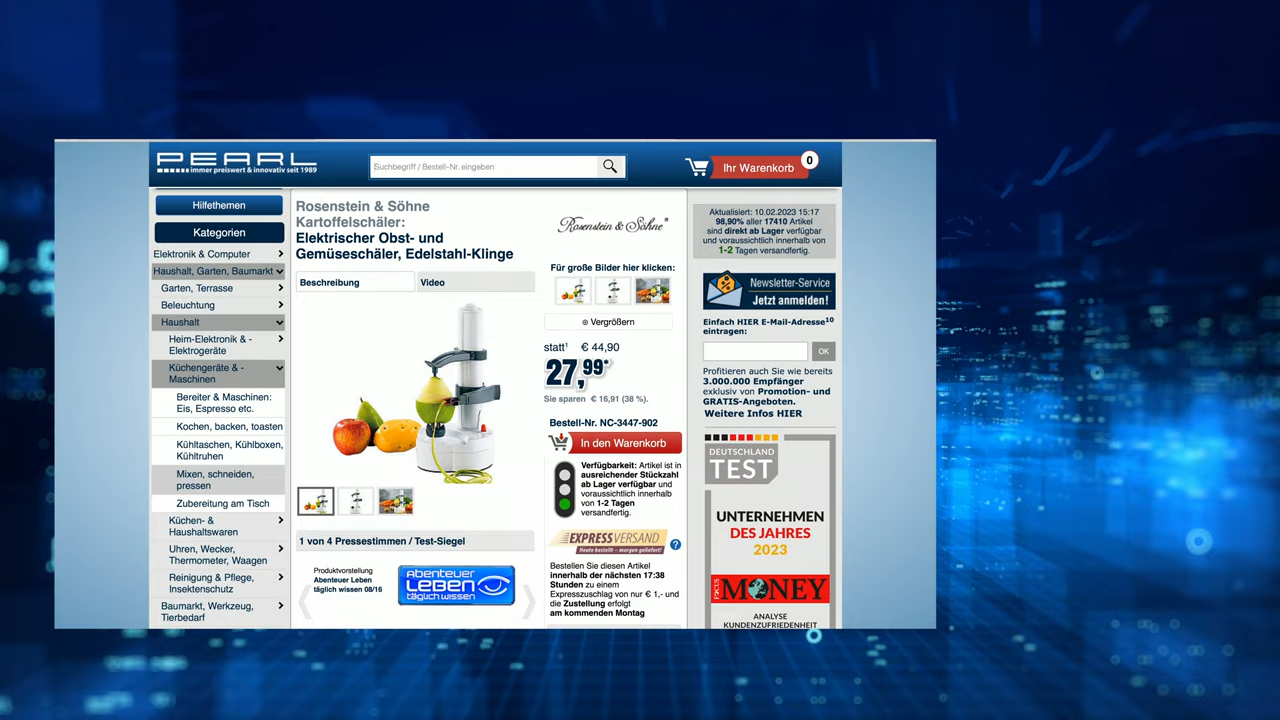 PEARL
immer preiswert & innovativ seit 1989
Suchbegriff / Bestell-Nr. eingeben
Ihr Warenkorb
0
Hilfethemen
Kategorien
Elektronik & Computer
Haushalt, Garten, Baumarkt
Garten, Terrasse
Beleuchtung
Haushalt
Heim-Elektronik & -
Elektrogeräte
Küchengeräte & -
Maschinen
Bereiter & Maschinen:
Eis, Espresso etc.
Kochen, backen, toasten
Kühltaschen, Kühlboxen,
Kühltruhen
Mixen, schneiden,
pressen
Zubereitung am Tisch
Küchen- &
Haushaltswaren
Uhren, Wecker,
Thermometer, Waagen
Reinigung & Pflege,
Insektenschutz
Baumarkt, Werkzeug,
Tierbedarf
Rosenstein & Söhne
Kartoffelschäler:
Elektrischer Obst- und
Gemüseschäler, Edelstahl-Klinge
Beschreibung
Video
1 von 4 Pressestimmen / Test-Siegel
Produktvorstellung
Abenteuer Leben
täglich wissen 08/16
Abenteuer
LEBEN
täglich wissen
Rosenstein & Söhne®
Für große Bilder hier klicken:
Vergrößern
statt¹ € 44,90
27,99*
Sie sparen € 16,91 (38 %).
Bestell-Nr. NC-3447-902
In den Warenkorb
Verfügbarkeit: Artikel ist in
ausreichender Stückzahl
ab Lager verfügbar und
voraussichtlich innerhalb
von 1-2 Tagen
versandfertig.
EXPRESSVERSAND
Heute bestellt – morgen geliefert!
?
Bestellen Sie diesen Artikel
innerhalb der nächsten 17:38
Stunden zu einem
Expresszuschlag von nur € 1,- und
die Zustellung erfolgt
am kommenden Montag
Aktualisiert: 10.02.2023 15:17
98,90% aller 17410 Artikel
sind direkt ab Lager verfügbar
und voraussichtlich innerhalb von
1-2 Tagen versandfertig.
Newsletter-Service
Jetzt anmelden!
Einfach HIER E-Mail-Adresse¹⁰
eintragen:
OK
Profitieren auch Sie wie bereits
3.000.000 Empfänger
exklusiv von Promotion- und
GRATIS-Angeboten.
Weitere Infos HIER
DEUTSCHLAND
TEST
UNTERNEHMEN
DES JAHRES
2023
FOCUS
MONEY
ANALYSE
KUNDENZUFRIEDENHEIT